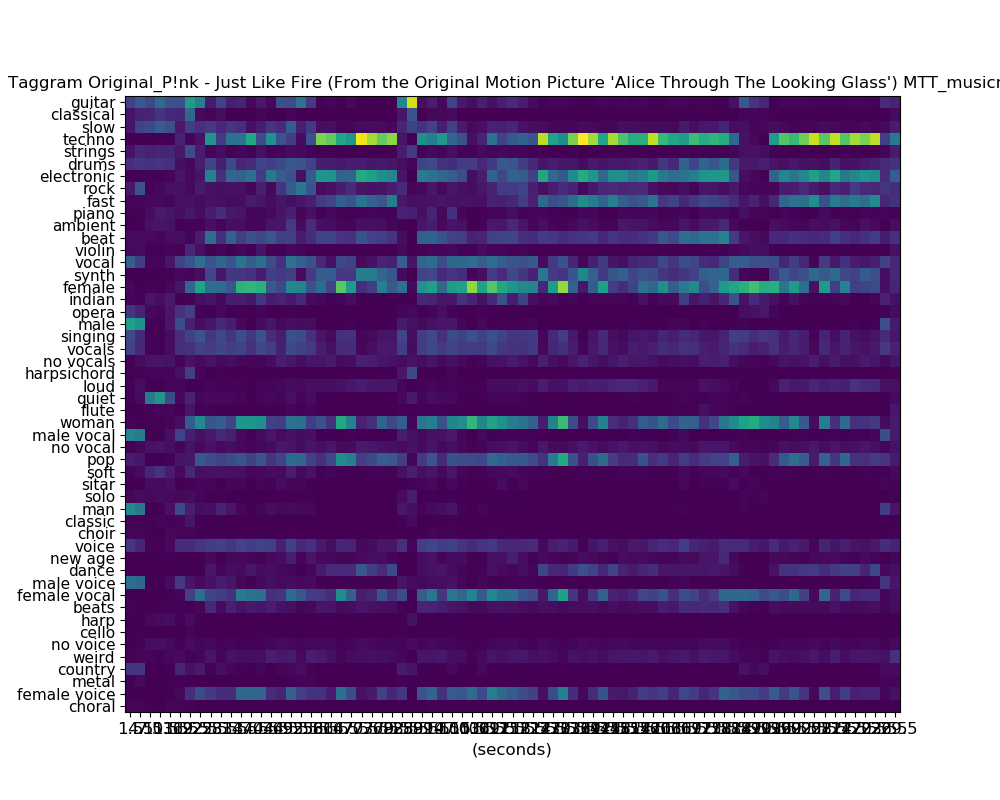 Taggram Original_P!nk - Just Like Fire (From the Original Motion Picture 'Alice Through The Looking Glass') MTT_musicn
guitar
classical
slow
techno
strings
drums
electronic
rock
fast
piano
ambient
beat
violin
vocal
synth
female
indian
opera
male
singing
vocals
no vocals
harpsichord
loud
quiet
flute
woman
male vocal
no vocal
pop
soft
sitar
solo
man
classic
choir
voice
new age
dance
male voice
female vocal
beats
harp
cello
no voice
weird
country
metal
female voice
choral
(seconds)